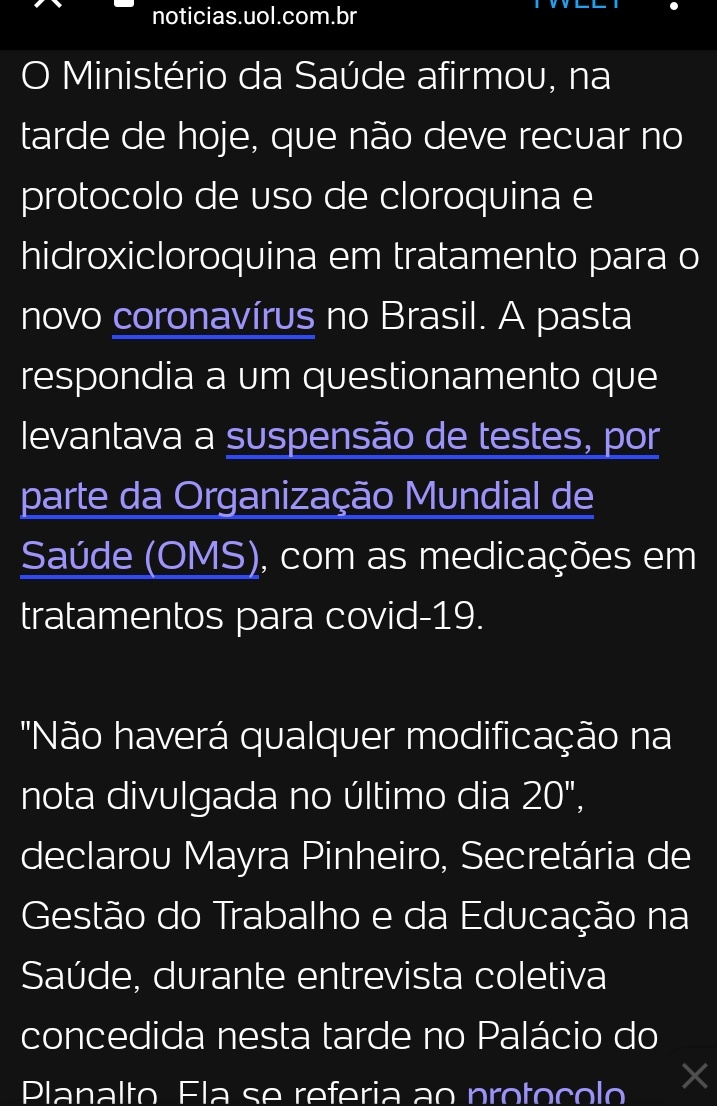 TWEET
noticias.uol.com.br
O Ministério da Saúde afirmou, na
tarde de hoje, que não deve recuar no
protocolo de uso de cloroquina e
hidroxicloroquina em tratamento para o
novo coronavírus no Brasil. A pasta
respondia a um questionamento que
levantava a suspensão de testes, por
parte da Organização Mundial de
Saúde (OMS), com as medicações em
tratamentos para covid-19.
"Não haverá qualquer modificação na
nota divulgada no último dia 20",
declarou Mayra Pinheiro, Secretária de
Gestão do Trabalho e da Educação na
Saúde, durante entrevista coletiva
concedida nesta tarde no Palácio do
Planalto. Ela se referia ao protocolo